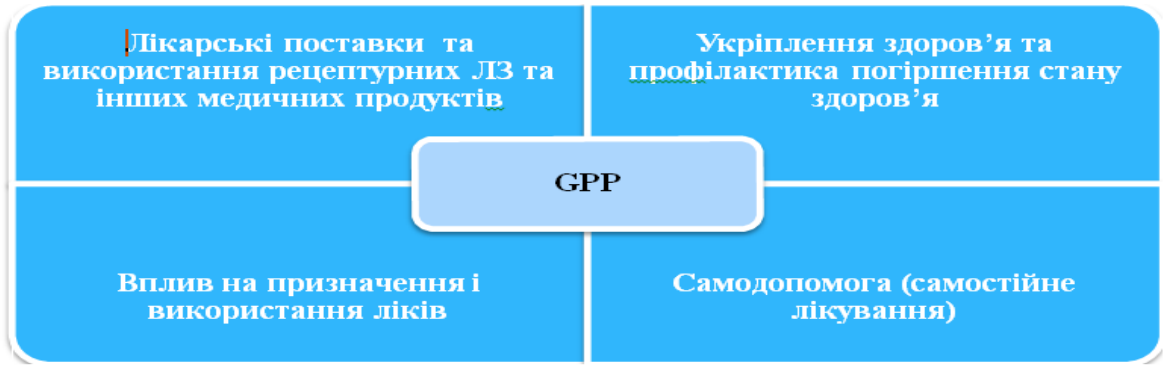 Лікарські поставки та
використання рецептурних ЛЗ та
інших медичних продуктів
Укріплення здоров’я та
профілактика погіршення стану
здоров’я
GPP
Вплив на призначення і
використання ліків
Самодопомога (самостійне
лікування)